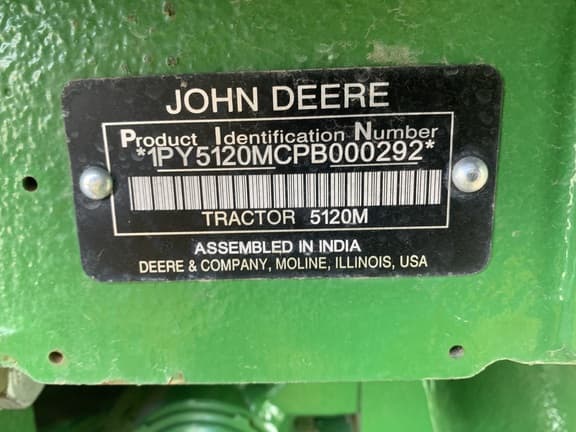 JOHN DEERE
Product Identification Number
*1PY5120MCPB000292*
TRACTOR 5120M
ASSEMBLED IN INDIA
DEERE & COMPANY, MOLINE, ILLINOIS, USA